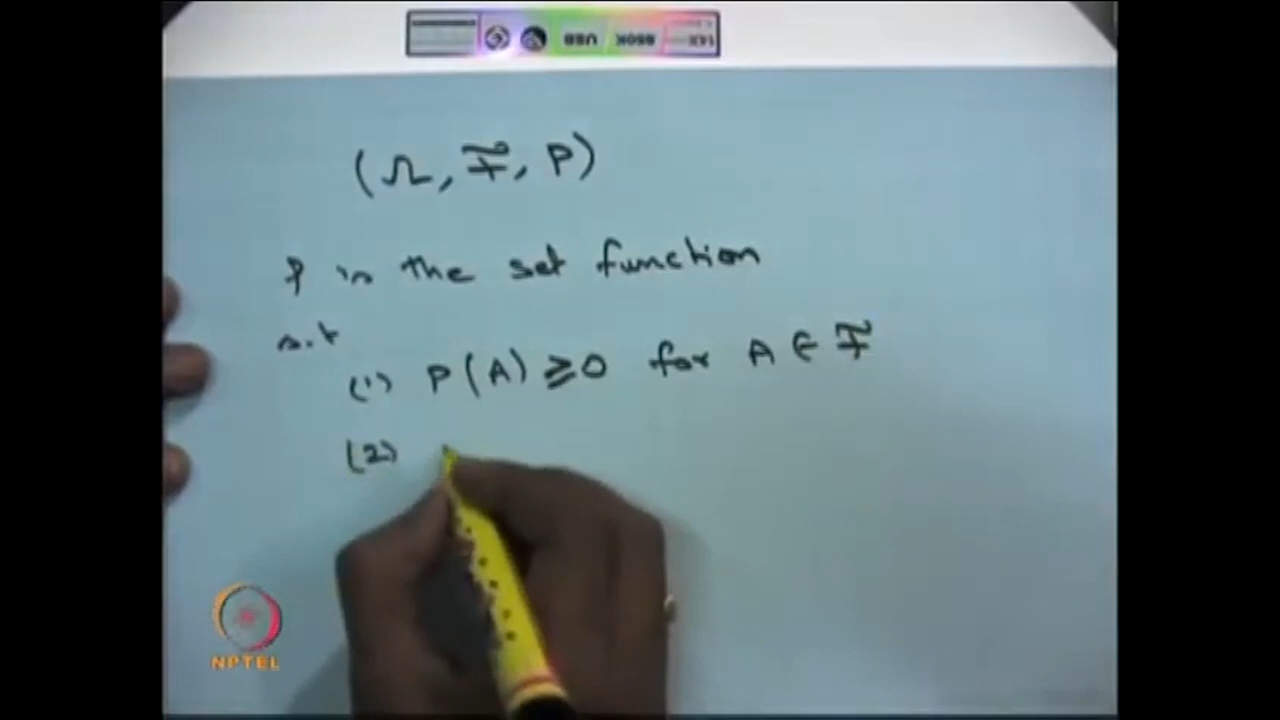 (Ω, F, P)
P is the set function
s.t
(1) P(A) ≥ 0 for A ∈ F
(2)
NPTEL